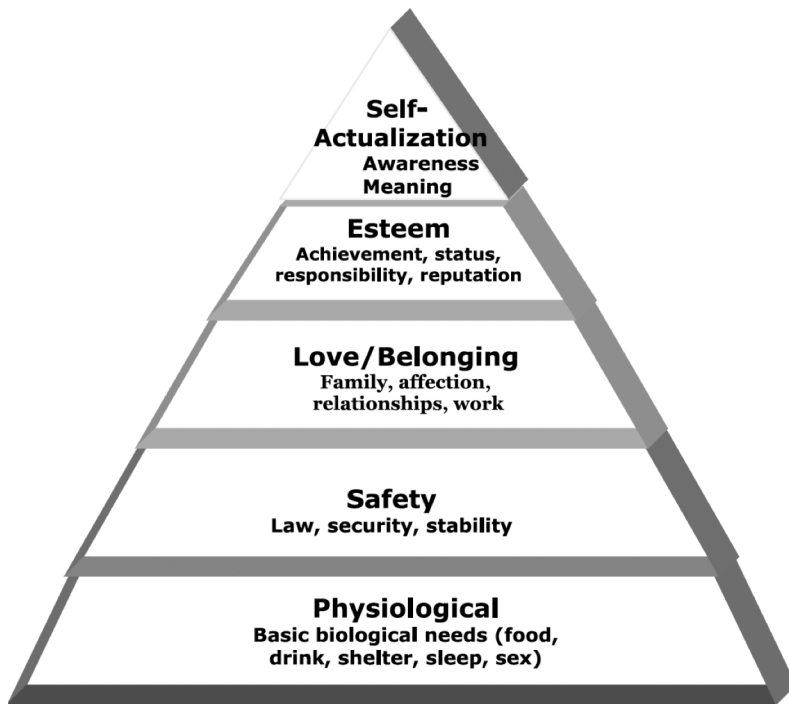 Self-
Actualization
Awareness
Meaning
Esteem
Achievement, status,
responsibility, reputation
Love/Belonging
Family, affection,
relationships, work
Safety
Law, security, stability
Physiological
Basic biological needs (food,
drink, shelter, sleep, sex)